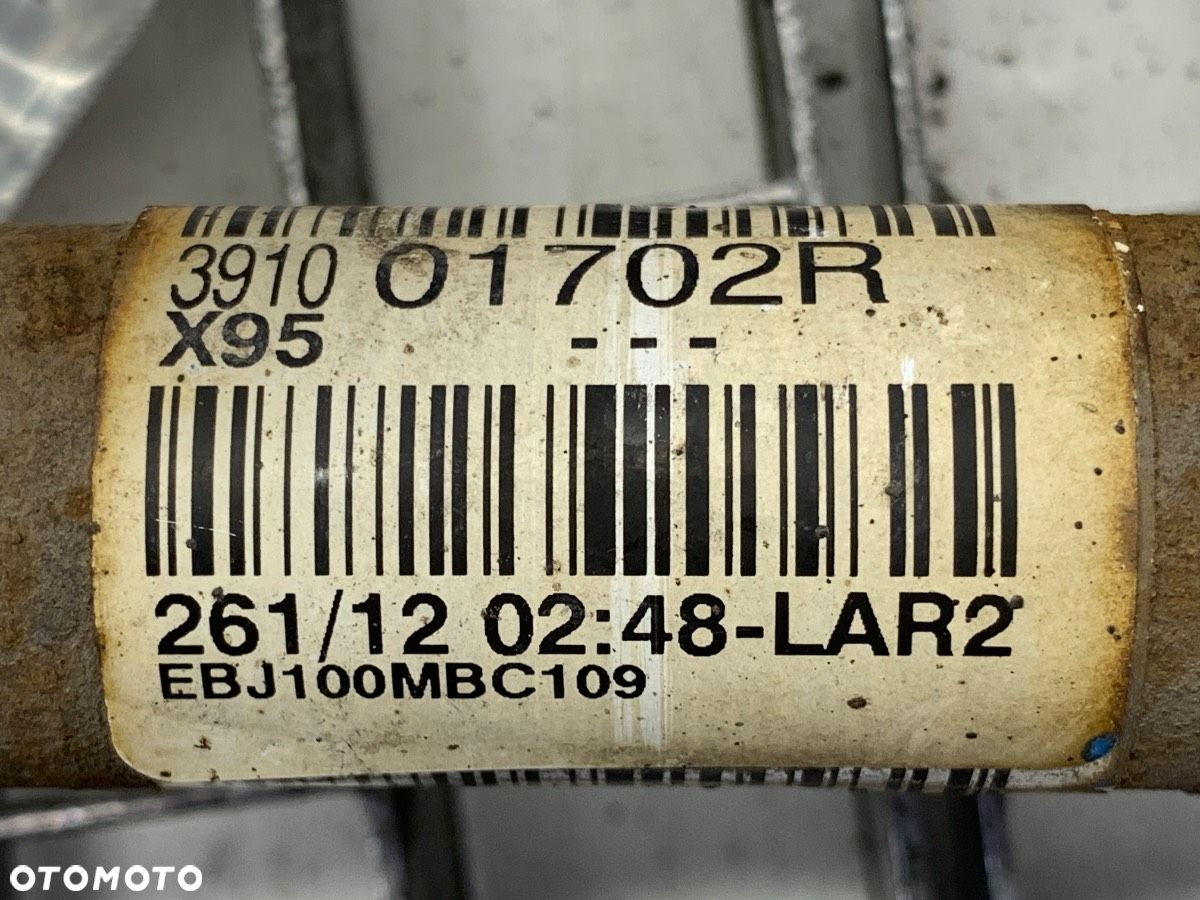 3910 01702R
X95 ---
261/12 02:48-LAR2
EBJ100MBC109
OTOMOTO